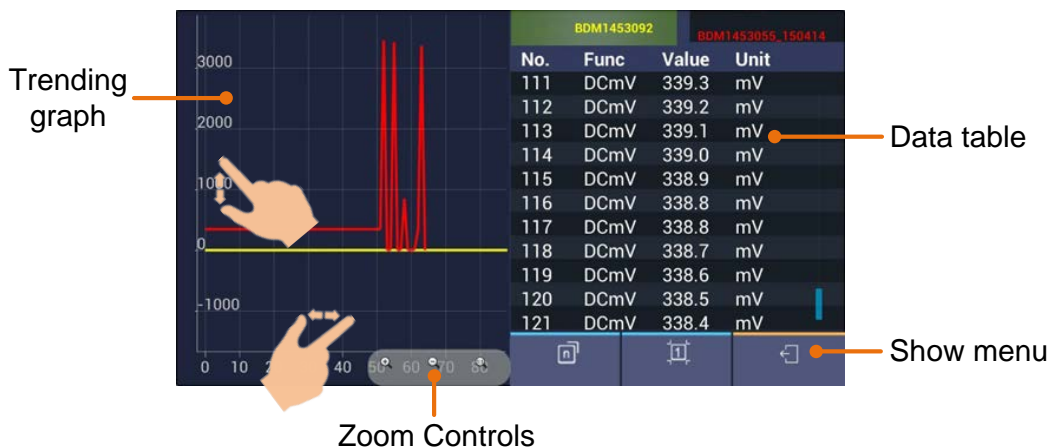 Trending
graph
3000
2000
1000
0
-1000
0 10 40 50 60 70 80
BDM1453092 BDM1453055_150414
No. Func Value Unit
111 DCmV 339.3 mV
112 DCmV 339.2 mV
113 DCmV 339.1 mV
114 DCmV 339.0 mV
115 DCmV 338.9 mV
116 DCmV 338.8 mV
117 DCmV 338.8 mV
118 DCmV 338.7 mV
119 DCmV 338.6 mV
120 DCmV 338.5 mV
121 DCmV 338.4 mV
n 1
Data table
Show menu
Zoom Controls